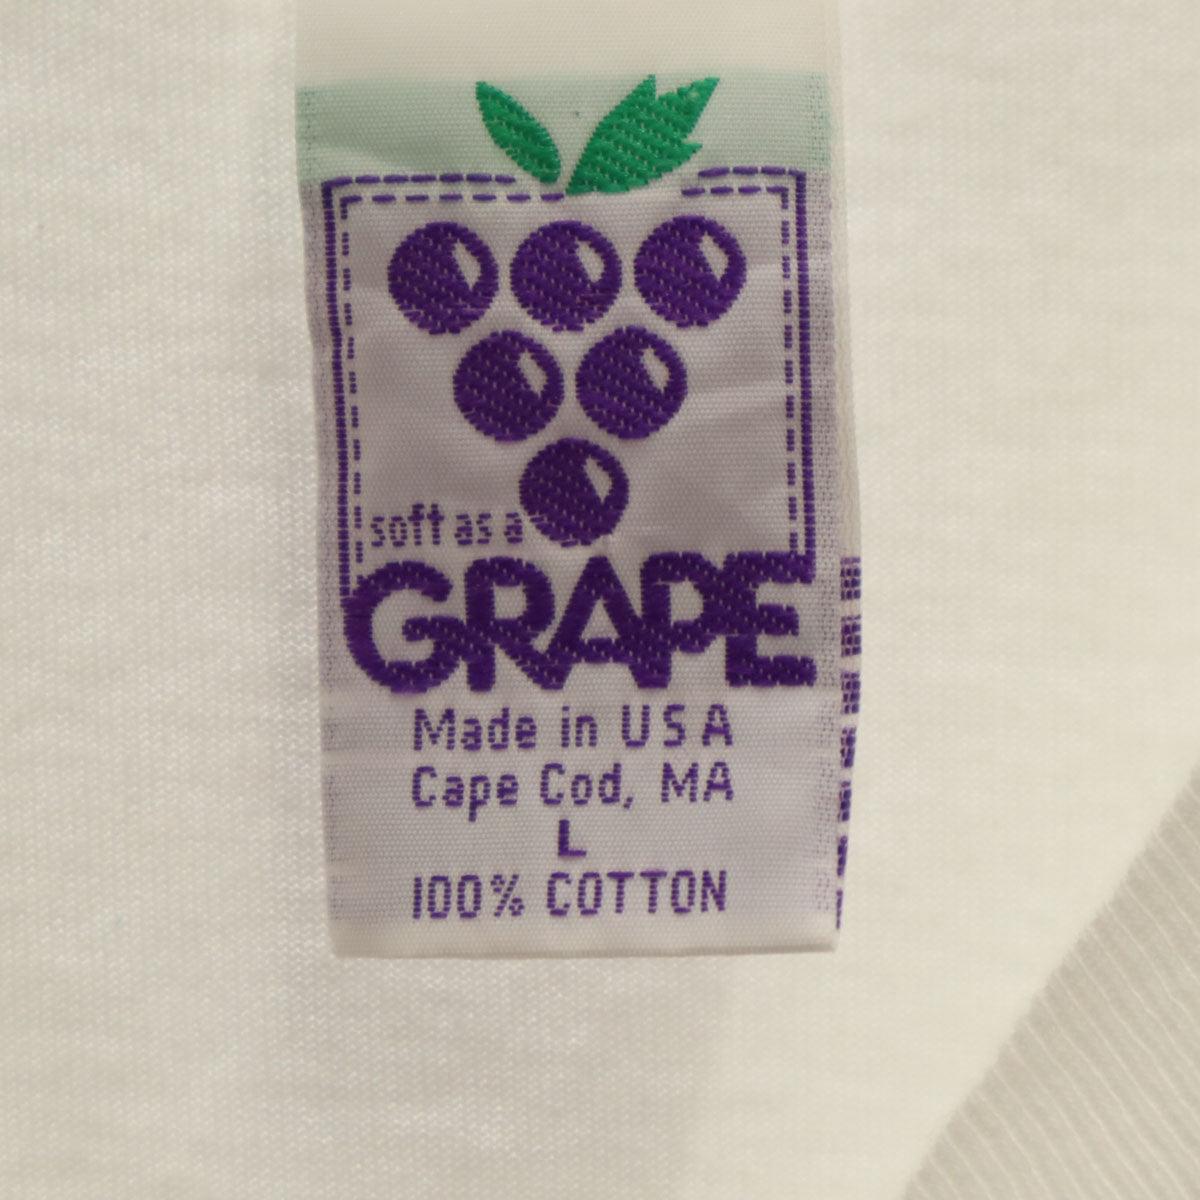 soft as a
GRAPE
Made in USA
Cape Cod, MA
L
100% COTTON